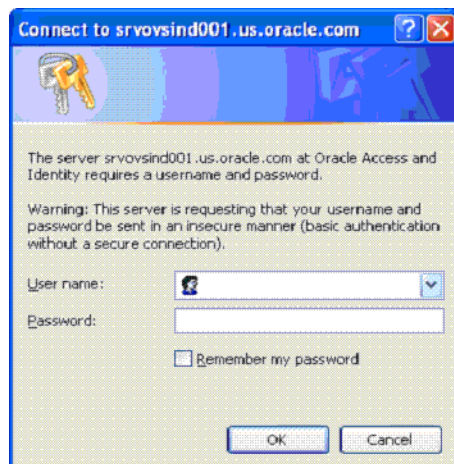 Connect to srvovsind001.us.oracle.com
The server srvovsind001.us.oracle.com at Oracle Access and
Identity requires a username and password.
Warning: This server is requesting that your username and
password be sent in an insecure manner (basic authentication
without a secure connection).
User name:
Password:
Remember my password
OK
Cancel